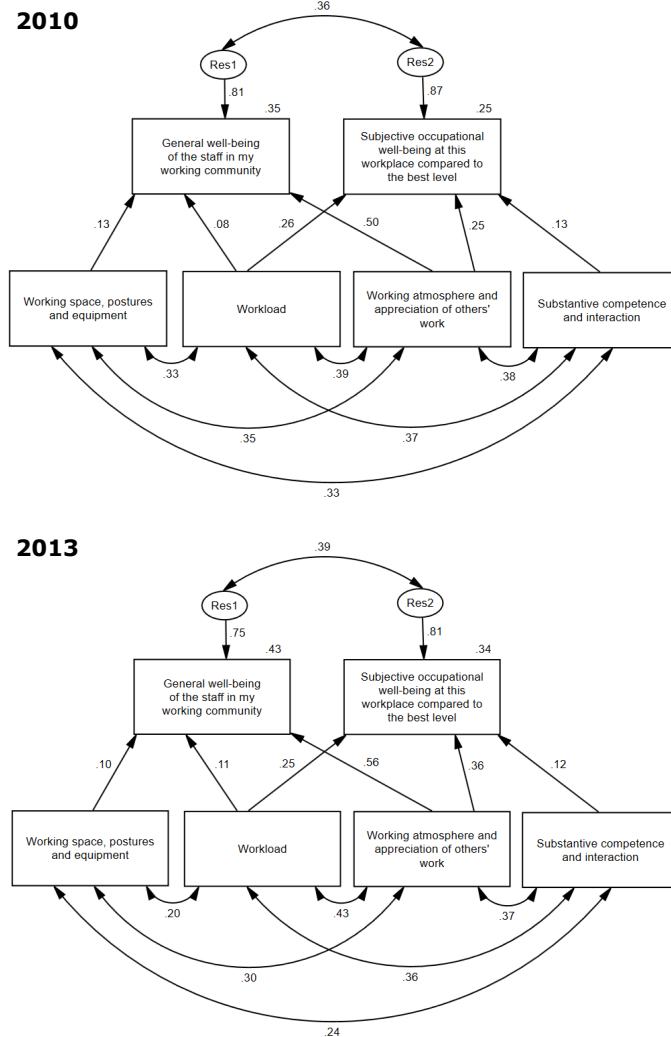 2010
.36
Res1
Res2
.81
.87
.35
.25
General well-being
of the staff in my
working community
Subjective occupational
well-being at this
workplace compared to
the best level
.13
.08
.26
.50
.25
.13
Working space, postures
and equipment
Workload
Working atmosphere and
appreciation of others'
work
Substantive competence
and interaction
.33
.39
.38
.35
.37
.33
2013
.39
Res1
Res2
.75
.81
.43
.34
General well-being
of the staff in my
working community
Subjective occupational
well-being at this
workplace compared to
the best level
.10
.11
.25
.56
.36
.12
Working space, postures
and equipment
Workload
Working atmosphere and
appreciation of others'
work
Substantive competence
and interaction
.20
.43
.37
.30
.36
.24